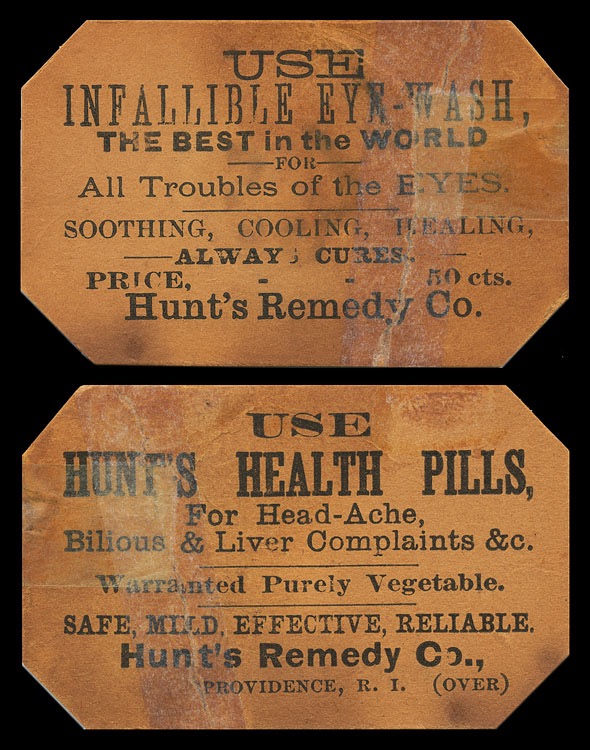 USE
INFALLIBLE EYE-WASH,
THE BEST in the WORLD
FOR
All Troubles of the EYES.
SOOTHING, COOLING, HEALING,
ALWAYS CURES.
PRICE, - - 50 cts.
Hunt's Remedy Co.
USE
HUNT'S HEALTH PILLS,
For Head-Ache,
Bilious & Liver Complaints &c.
Warranted Purely Vegetable.
SAFE, MILD, EFFECTIVE, RELIABLE.
Hunt's Remedy Co.,
PROVIDENCE, R. I. (OVER)